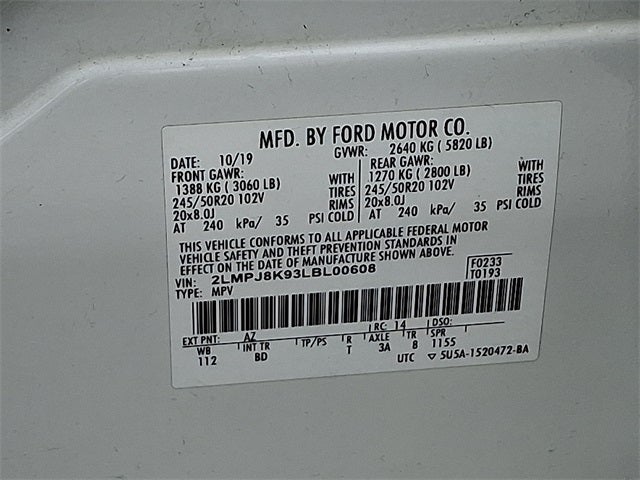 MFD. BY FORD MOTOR CO.
DATE: 10/19 GVWR: 2640 KG ( 5820 LB)
FRONT GAWR: REAR GAWR: WITH
1388 KG ( 3060 LB) WITH 1270 KG ( 2800 LB) TIRES
245/50R20 102V TIRES 245/50R20 102V RIMS
20x8.0J RIMS 20x8.0J
AT 240 kPa/ 35 PSI COLD AT 240 kPa/ 35 PSI COLD
THIS VEHICLE CONFORMS TO ALL APPLICABLE FEDERAL MOTOR
VEHICLE SAFETY AND THEFT PREVENTION STANDARDS IN
EFFECT ON THE DATE OF MANUFACTURE SHOWN ABOVE.
VIN: 2LMPJ8K93LBL00608 F0233
TYPE: MPV T0193
EXT PNT: AZ RC: 14 DSO:
WB INT TR TP/PS R AXLE TR SPR
112 BD T 3A 8 1155
UTC ▽ 5U5A-1520472-BA